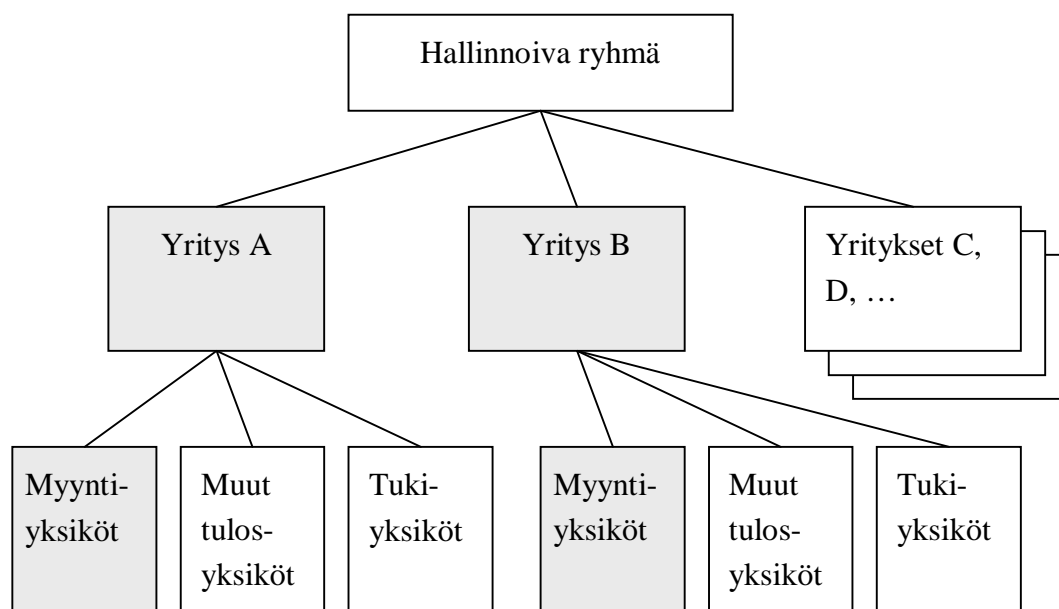 Hallinnoiva ryhmä
Yritys A
Yritys B
Yritykset C,
D, …
Myynti-
yksiköt
Muut
tulos-
yksiköt
Tuki-
yksiköt
Myynti-
yksiköt
Muut
tulos-
yksiköt
Tuki-
yksiköt